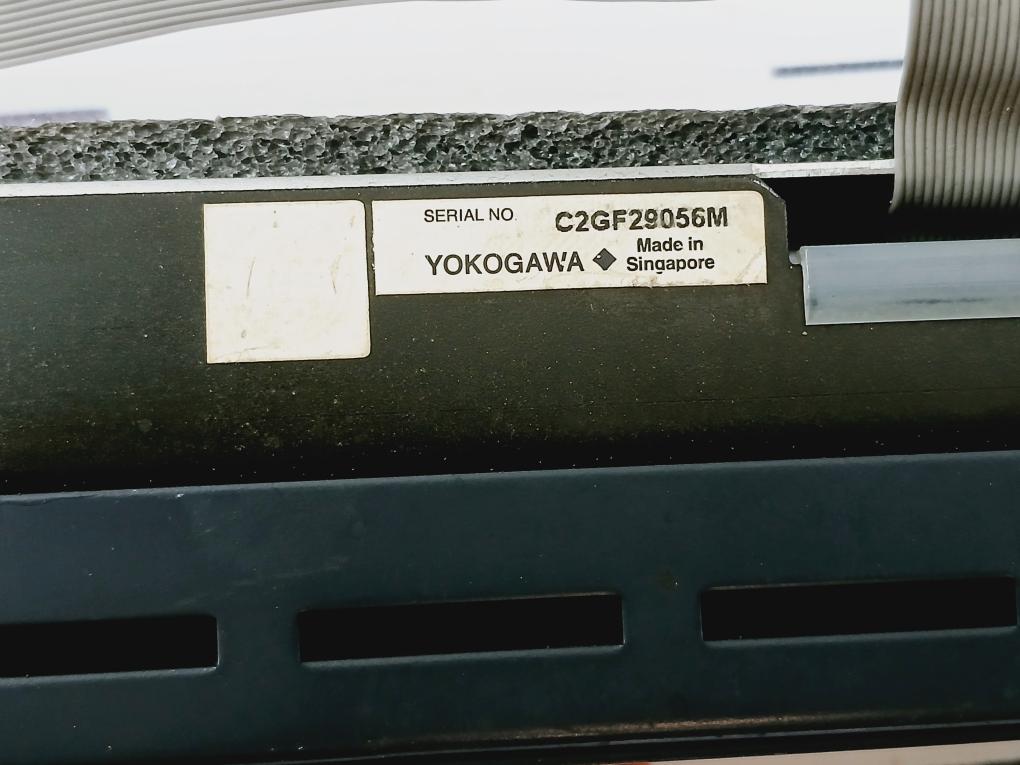 SERIAL NO. C2GF29056M
YOKOGAWA ◆ Made in
Singapore